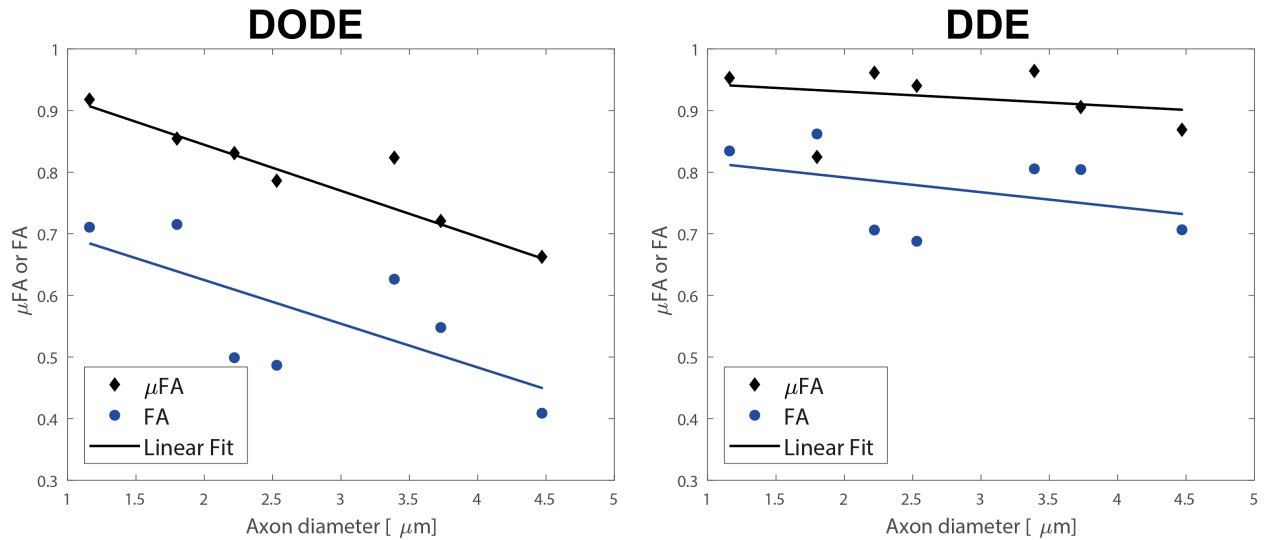 DODE
1
0.9
0.8
0.7
0.6
0.5
0.4
0.3
μFA or FA
μFA
FA
Linear Fit
1 1.5 2 2.5 3 3.5 4 4.5 5
Axon diameter [ μm]
DDE
1
0.9
0.8
0.7
0.6
0.5
0.4
0.3
μFA or FA
μFA
FA
Linear Fit
1 1.5 2 2.5 3 3.5 4 4.5 5
Axon diameter [ μm]